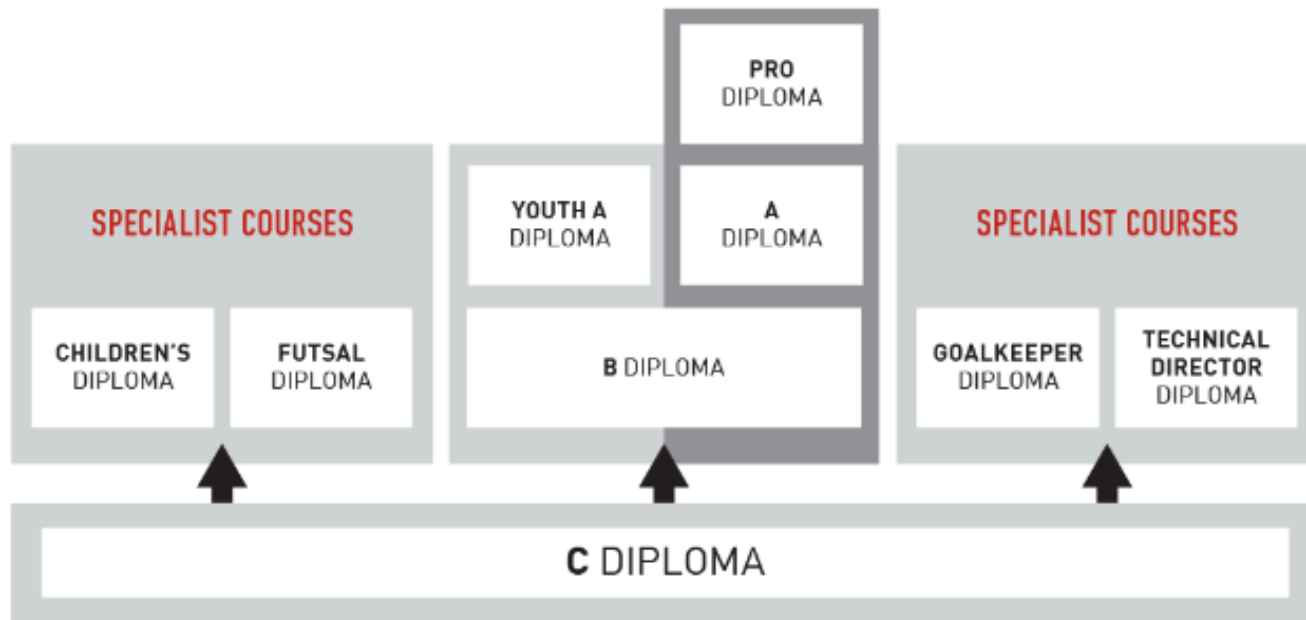 PRO
DIPLOMA
SPECIALIST COURSES
YOUTH A
DIPLOMA
A
DIPLOMA
SPECIALIST COURSES
CHILDREN'S
DIPLOMA
FUTSAL
DIPLOMA
B DIPLOMA
GOALKEEPER
DIPLOMA
TECHNICAL
DIRECTOR
DIPLOMA
C DIPLOMA